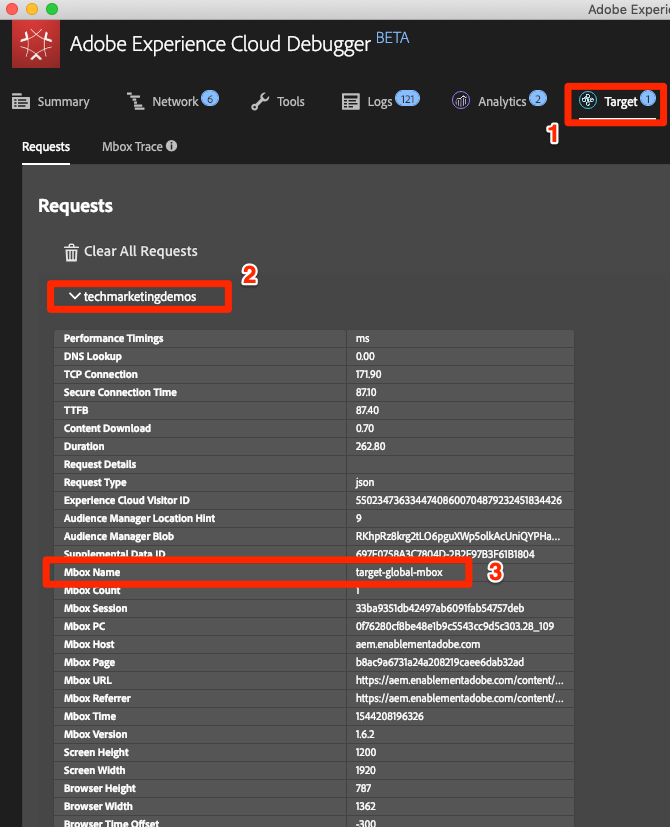 Adobe Experi
Adobe Experience Cloud Debugger BETA
Summary Network 6 Tools Logs 121 Analytics 2 Target 1
1
Requests Mbox Trace
Requests
Clear All Requests
2
techmarketingdemos
Performance Timings ms
DNS Lookup 0.00
TCP Connection 171.90
Secure Connection Time 87.10
TTFB 87.40
Content Download 0.70
Duration 262.80
Request Details
Request Type json
Experience Cloud Visitor ID 55023473633447408600704879232451834426
Audience Manager Location Hint 9
Audience Manager Blob RKhpRz8krg2tLO6pguXWp5olkAcUniQYPHa...
Supplemental Data ID 697F0758A3C7804D-2B2F97B3F61B1804
Mbox Name target-global-mbox
3
Mbox Count 1
Mbox Session 33ba9351db42497ab6091fab54757deb
Mbox PC 0f76280cf8be48e1b9c5543cc9d5c303.28_109
Mbox Host aem.enablementadobe.com
Mbox Page b8ac9a6731a24a208219caee6dab32ad
Mbox URL https://aem.enablementadobe.com/content/...
Mbox Referrer https://aem.enablementadobe.com/content/...
Mbox Time 1544208196326
Mbox Version 1.6.2
Screen Height 1200
Screen Width 1920
Browser Height 787
Browser Width 1362
Browser Time Offset -300